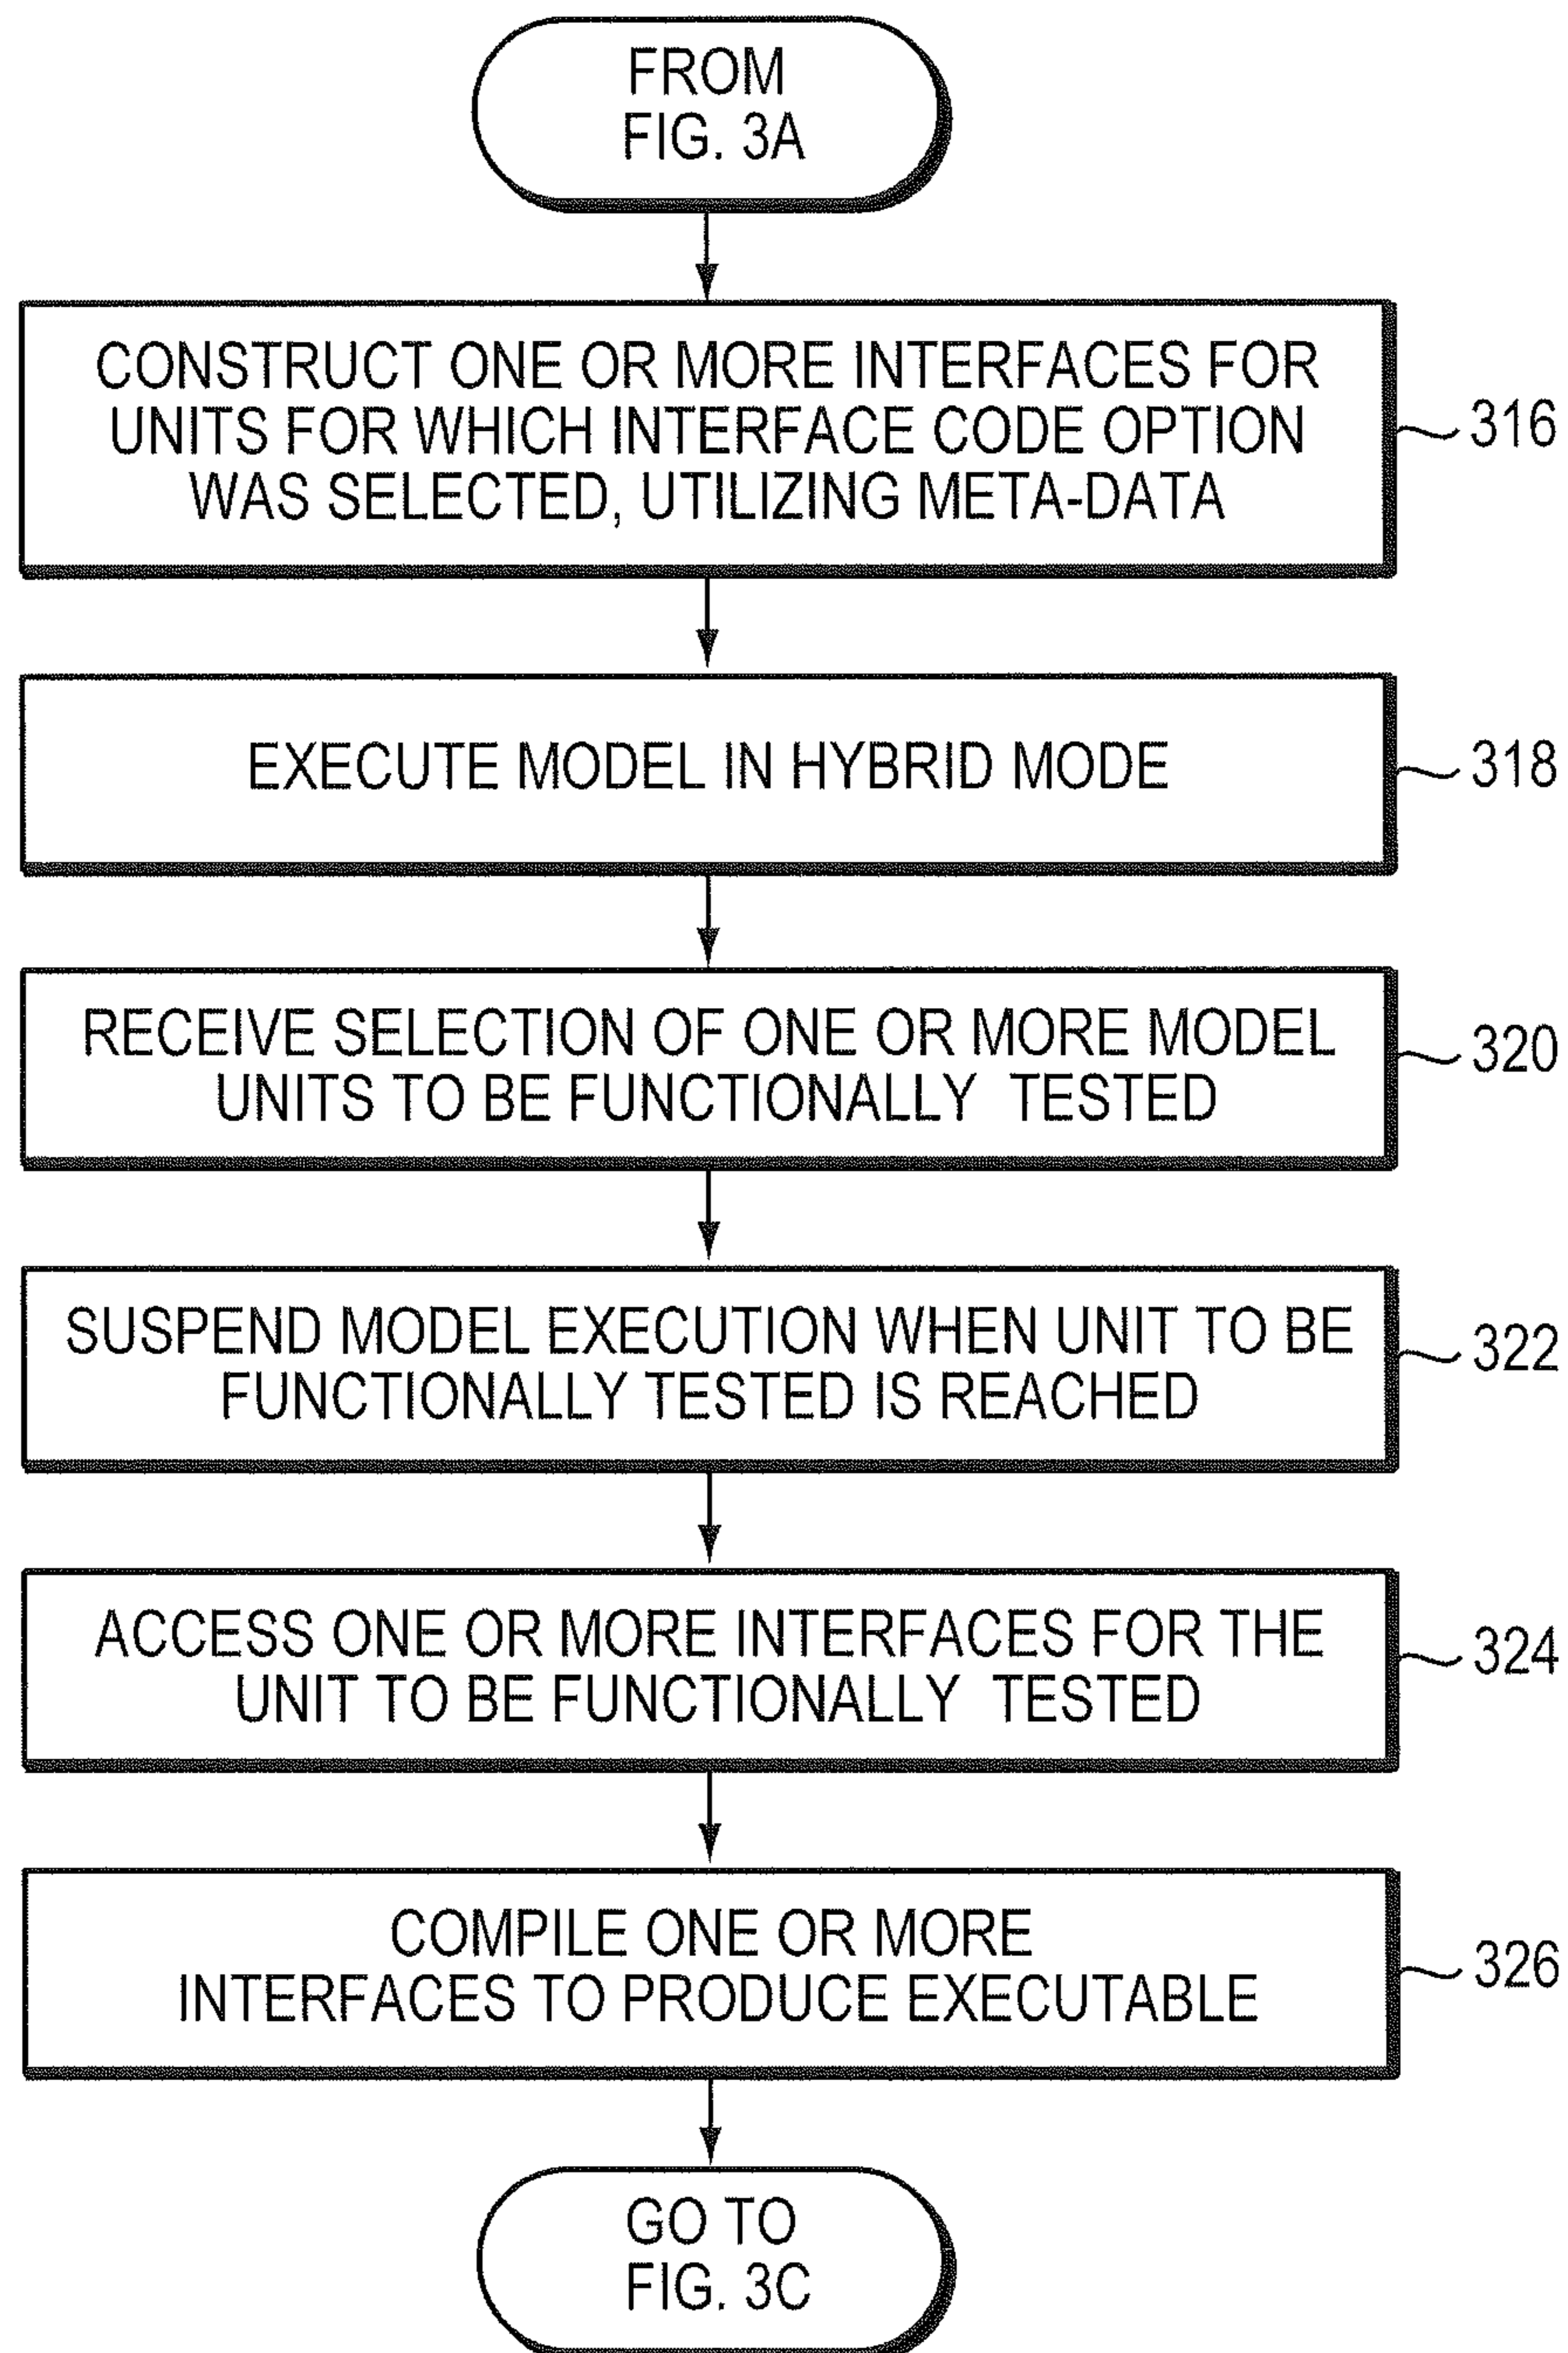 FROM
FIG. 3A
CONSTRUCT ONE OR MORE INTERFACES FOR
UNITS FOR WHICH INTERFACE CODE OPTION
WAS SELECTED, UTILIZING META-DATA
316
EXECUTE MODEL IN HYBRID MODE
318
RECEIVE SELECTION OF ONE OR MORE MODEL
UNITS TO BE FUNCTIONALLY TESTED
320
SUSPEND MODEL EXECUTION WHEN UNIT TO BE
FUNCTIONALLY TESTED IS REACHED
322
ACCESS ONE OR MORE INTERFACES FOR THE
UNIT TO BE FUNCTIONALLY TESTED
324
COMPILE ONE OR MORE
INTERFACES TO PRODUCE EXECUTABLE
326
GO TO
FIG. 3C